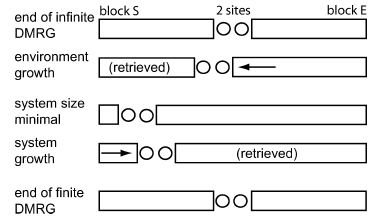 block S 2 sites block E
end of infinite
DMRG
environment
growth
(retrieved)
system size
minimal
system
growth
(retrieved)
end of finite
DMRG